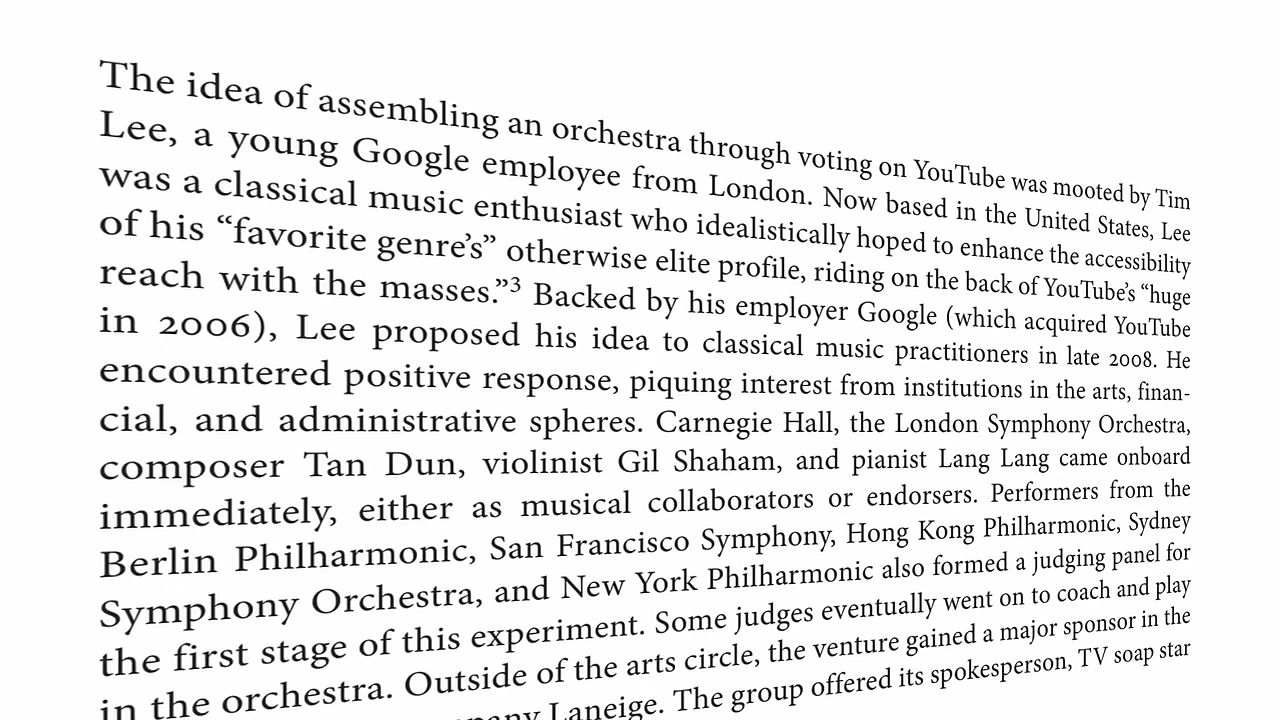 The idea of assembling an orchestra through voting on YouTube was mooted by Tim
Lee, a young Google employee from London. Now based in the United States, Lee
was a classical music enthusiast who idealistically hoped to enhance the accessibility
of his “favorite genre’s” otherwise elite profile, riding on the back of YouTube’s “huge
reach with the masses.”³ Backed by his employer Google (which acquired YouTube
in 2006), Lee proposed his idea to classical music practitioners in late 2008. He
encountered positive response, piquing interest from institutions in the arts, finan-
cial, and administrative spheres. Carnegie Hall, the London Symphony Orchestra,
composer Tan Dun, violinist Gil Shaham, and pianist Lang Lang came onboard
immediately, either as musical collaborators or endorsers. Performers from the
Berlin Philharmonic, San Francisco Symphony, Hong Kong Philharmonic, Sydney
Symphony Orchestra, and New York Philharmonic also formed a judging panel for
the first stage of this experiment. Some judges eventually went on to coach and play
in the orchestra. Outside of the arts circle, the venture gained a major sponsor in the
Laneige. The group offered its spokesperson, TV soap star